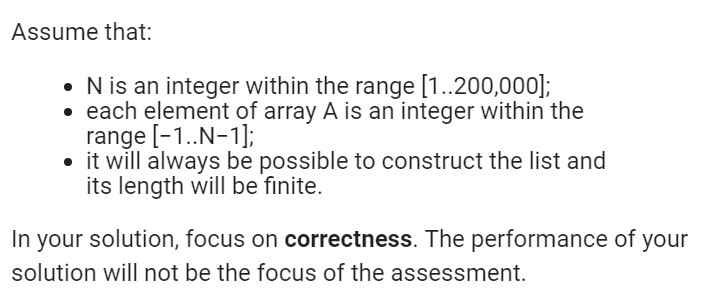 Assume that:
• N is an integer within the range [1..200,000];
• each element of array A is an integer within the
range [−1..N−1];
• it will always be possible to construct the list and
its length will be finite.
In your solution, focus on correctness. The performance of your
solution will not be the focus of the assessment.